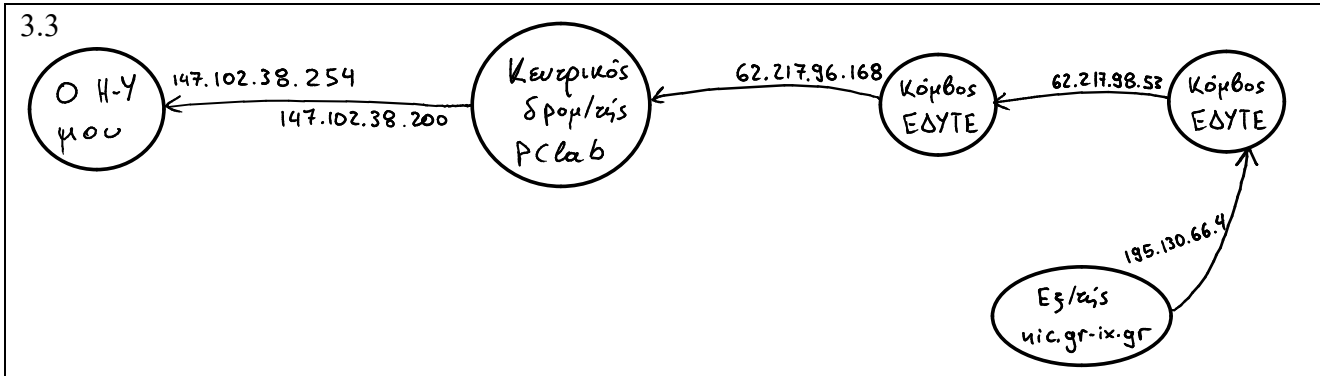 3.3
Ο Η-Υ
μου
147.102.38.254
147.102.38.200
Κεντρικός
δρομ/τής
PClab
62.217.96.168
Κόμβος
ΕΔΥΤΕ
62.217.98.53
Κόμβος
ΕΔΥΤΕ
195.130.66.4
Εξ/τής
nic.gr-ix.gr